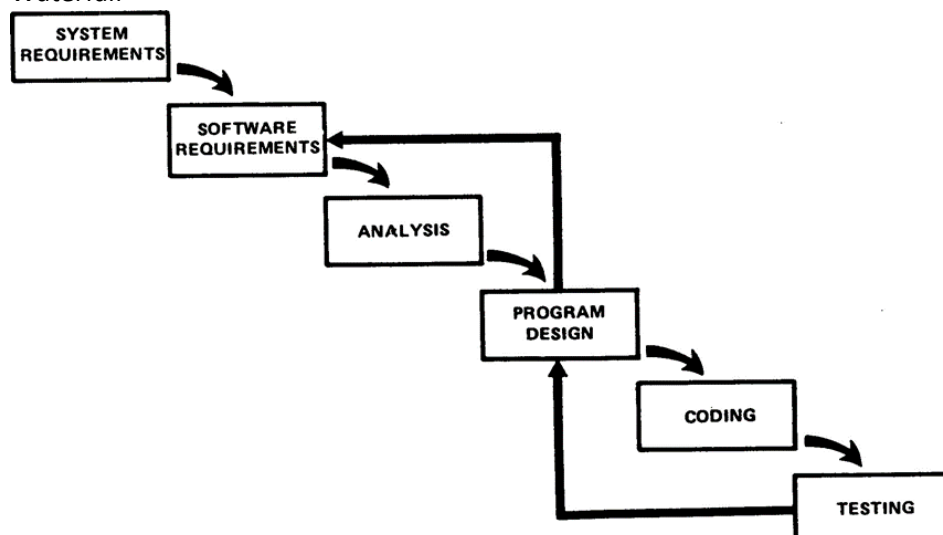 Waterfall
SYSTEM
REQUIREMENTS
SOFTWARE
REQUIREMENTS
ANALYSIS
PROGRAM
DESIGN
CODING
TESTING